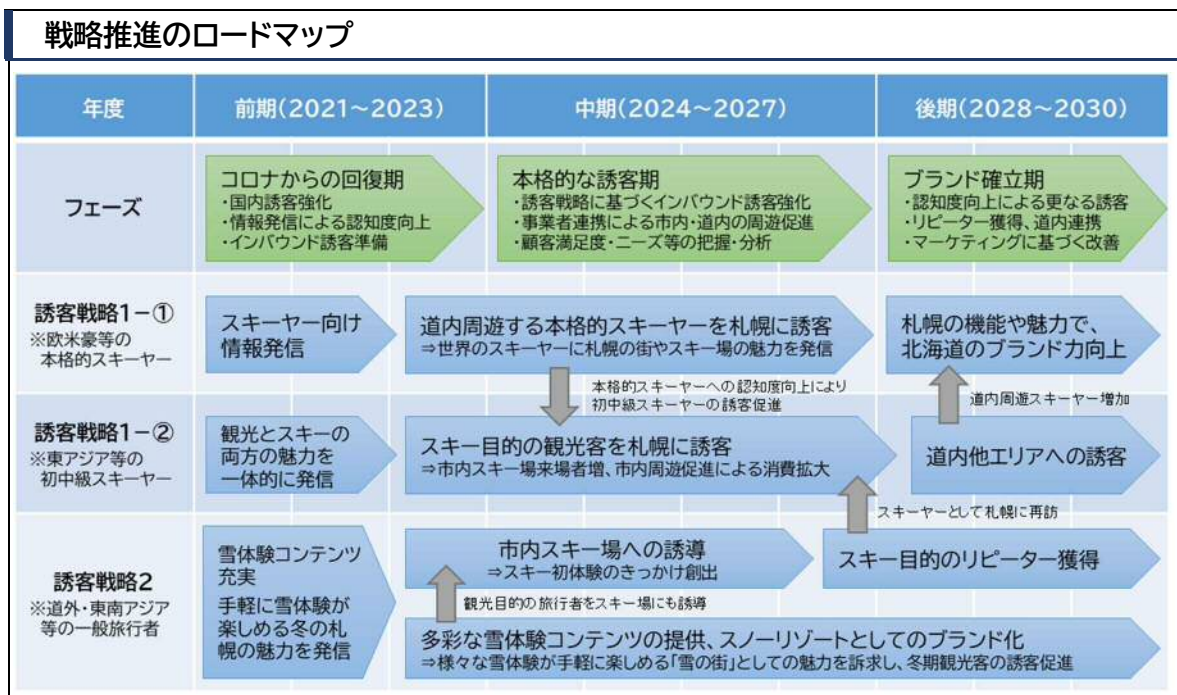 戦略推進のロードマップ
年度
前期(2021～2023)
中期(2024～2027)
後期(2028～2030)
フェーズ
コロナからの回復期
・国内誘客強化
・情報発信による認知度向上
・インバウンド誘客準備
本格的な誘客期
・誘客戦略に基づくインバウンド誘客強化
・事業者連携による市内・道内の周遊促進
・顧客満足度・ニーズ等の把握・分析
ブランド確立期
・認知度向上による更なる誘客
・リピーター獲得、道内連携
・マーケティングに基づく改善
誘客戦略1－①
※欧米豪等の
本格的スキーヤー
スキーヤー向け
情報発信
道内周遊する本格的スキーヤーを札幌に誘客
⇒世界のスキーヤーに札幌の街やスキー場の魅力を発信
札幌の機能や魅力で、
北海道のブランド力向上
本格的スキーヤーへの認知度向上により
初中級スキーヤーの誘客促進
道内周遊スキーヤー増加
誘客戦略1－②
※東アジア等の
初中級スキーヤー
観光とスキーの
両方の魅力を
一体的に発信
スキー目的の観光客を札幌に誘客
⇒市内スキー場来場者増、市内周遊促進による消費拡大
道内他エリアへの誘客
スキーヤーとして札幌に再訪
誘客戦略2
※道外・東南アジア
等の一般旅行者
雪体験コンテンツ
充実
手軽に雪体験が
楽しめる冬の札
幌の魅力を発信
市内スキー場への誘導
⇒スキー初体験のきっかけ創出
スキー目的のリピーター獲得
観光目的の旅行者をスキー場にも誘導
多彩な雪体験コンテンツの提供、スノーリゾートとしてのブランド化
⇒様々な雪体験が手軽に楽しめる「雪の街」としての魅力を訴求し、冬期観光客の誘客促進